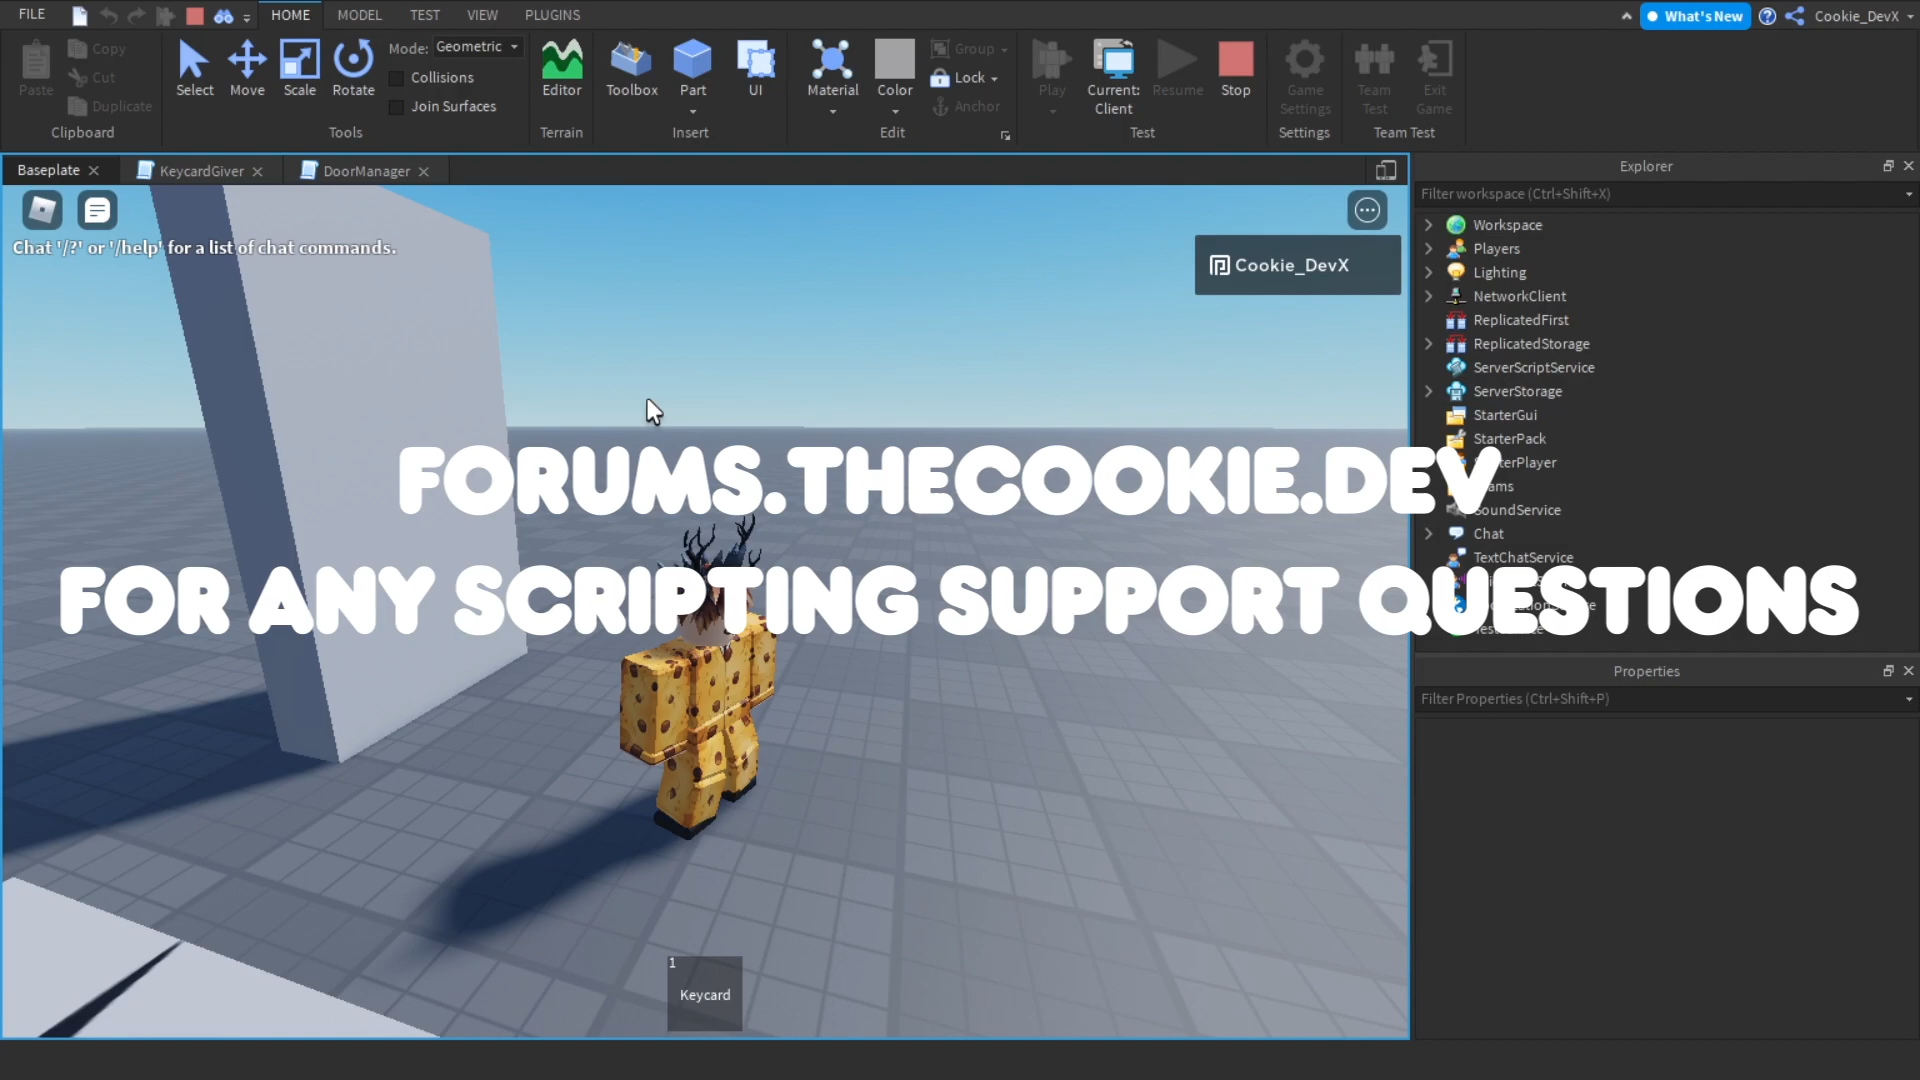 FILE
HOME
MODEL
TEST
VIEW
PLUGINS
What's New
Cookie_DevX
Paste
Copy
Cut
Duplicate
Clipboard
Select
Move
Scale
Rotate
Mode: Geometric
Collisions
Join Surfaces
Tools
Editor
Terrain
Toolbox
Part
UI
Insert
Material
Color
Group
Lock
Anchor
Edit
Play
Current:
Client
Resume
Stop
Test
Game
Settings
Settings
Team
Test
Exit
Game
Team Test
Baseplate
KeycardGiver
DoorManager
Chat '/?' or '/help' for a list of chat commands.
Cookie_DevX
FORUMS.THECOOKIE.DEV
FOR ANY SCRIPTING SUPPORT QUESTIONS
1
Keycard
Explorer
Filter workspace (Ctrl+Shift+X)
Workspace
Players
Lighting
NetworkClient
ReplicatedFirst
ReplicatedStorage
ServerScriptService
ServerStorage
StarterGui
StarterPack
SoundService
Chat
TextChatService
Properties
Filter Properties (Ctrl+Shift+P)